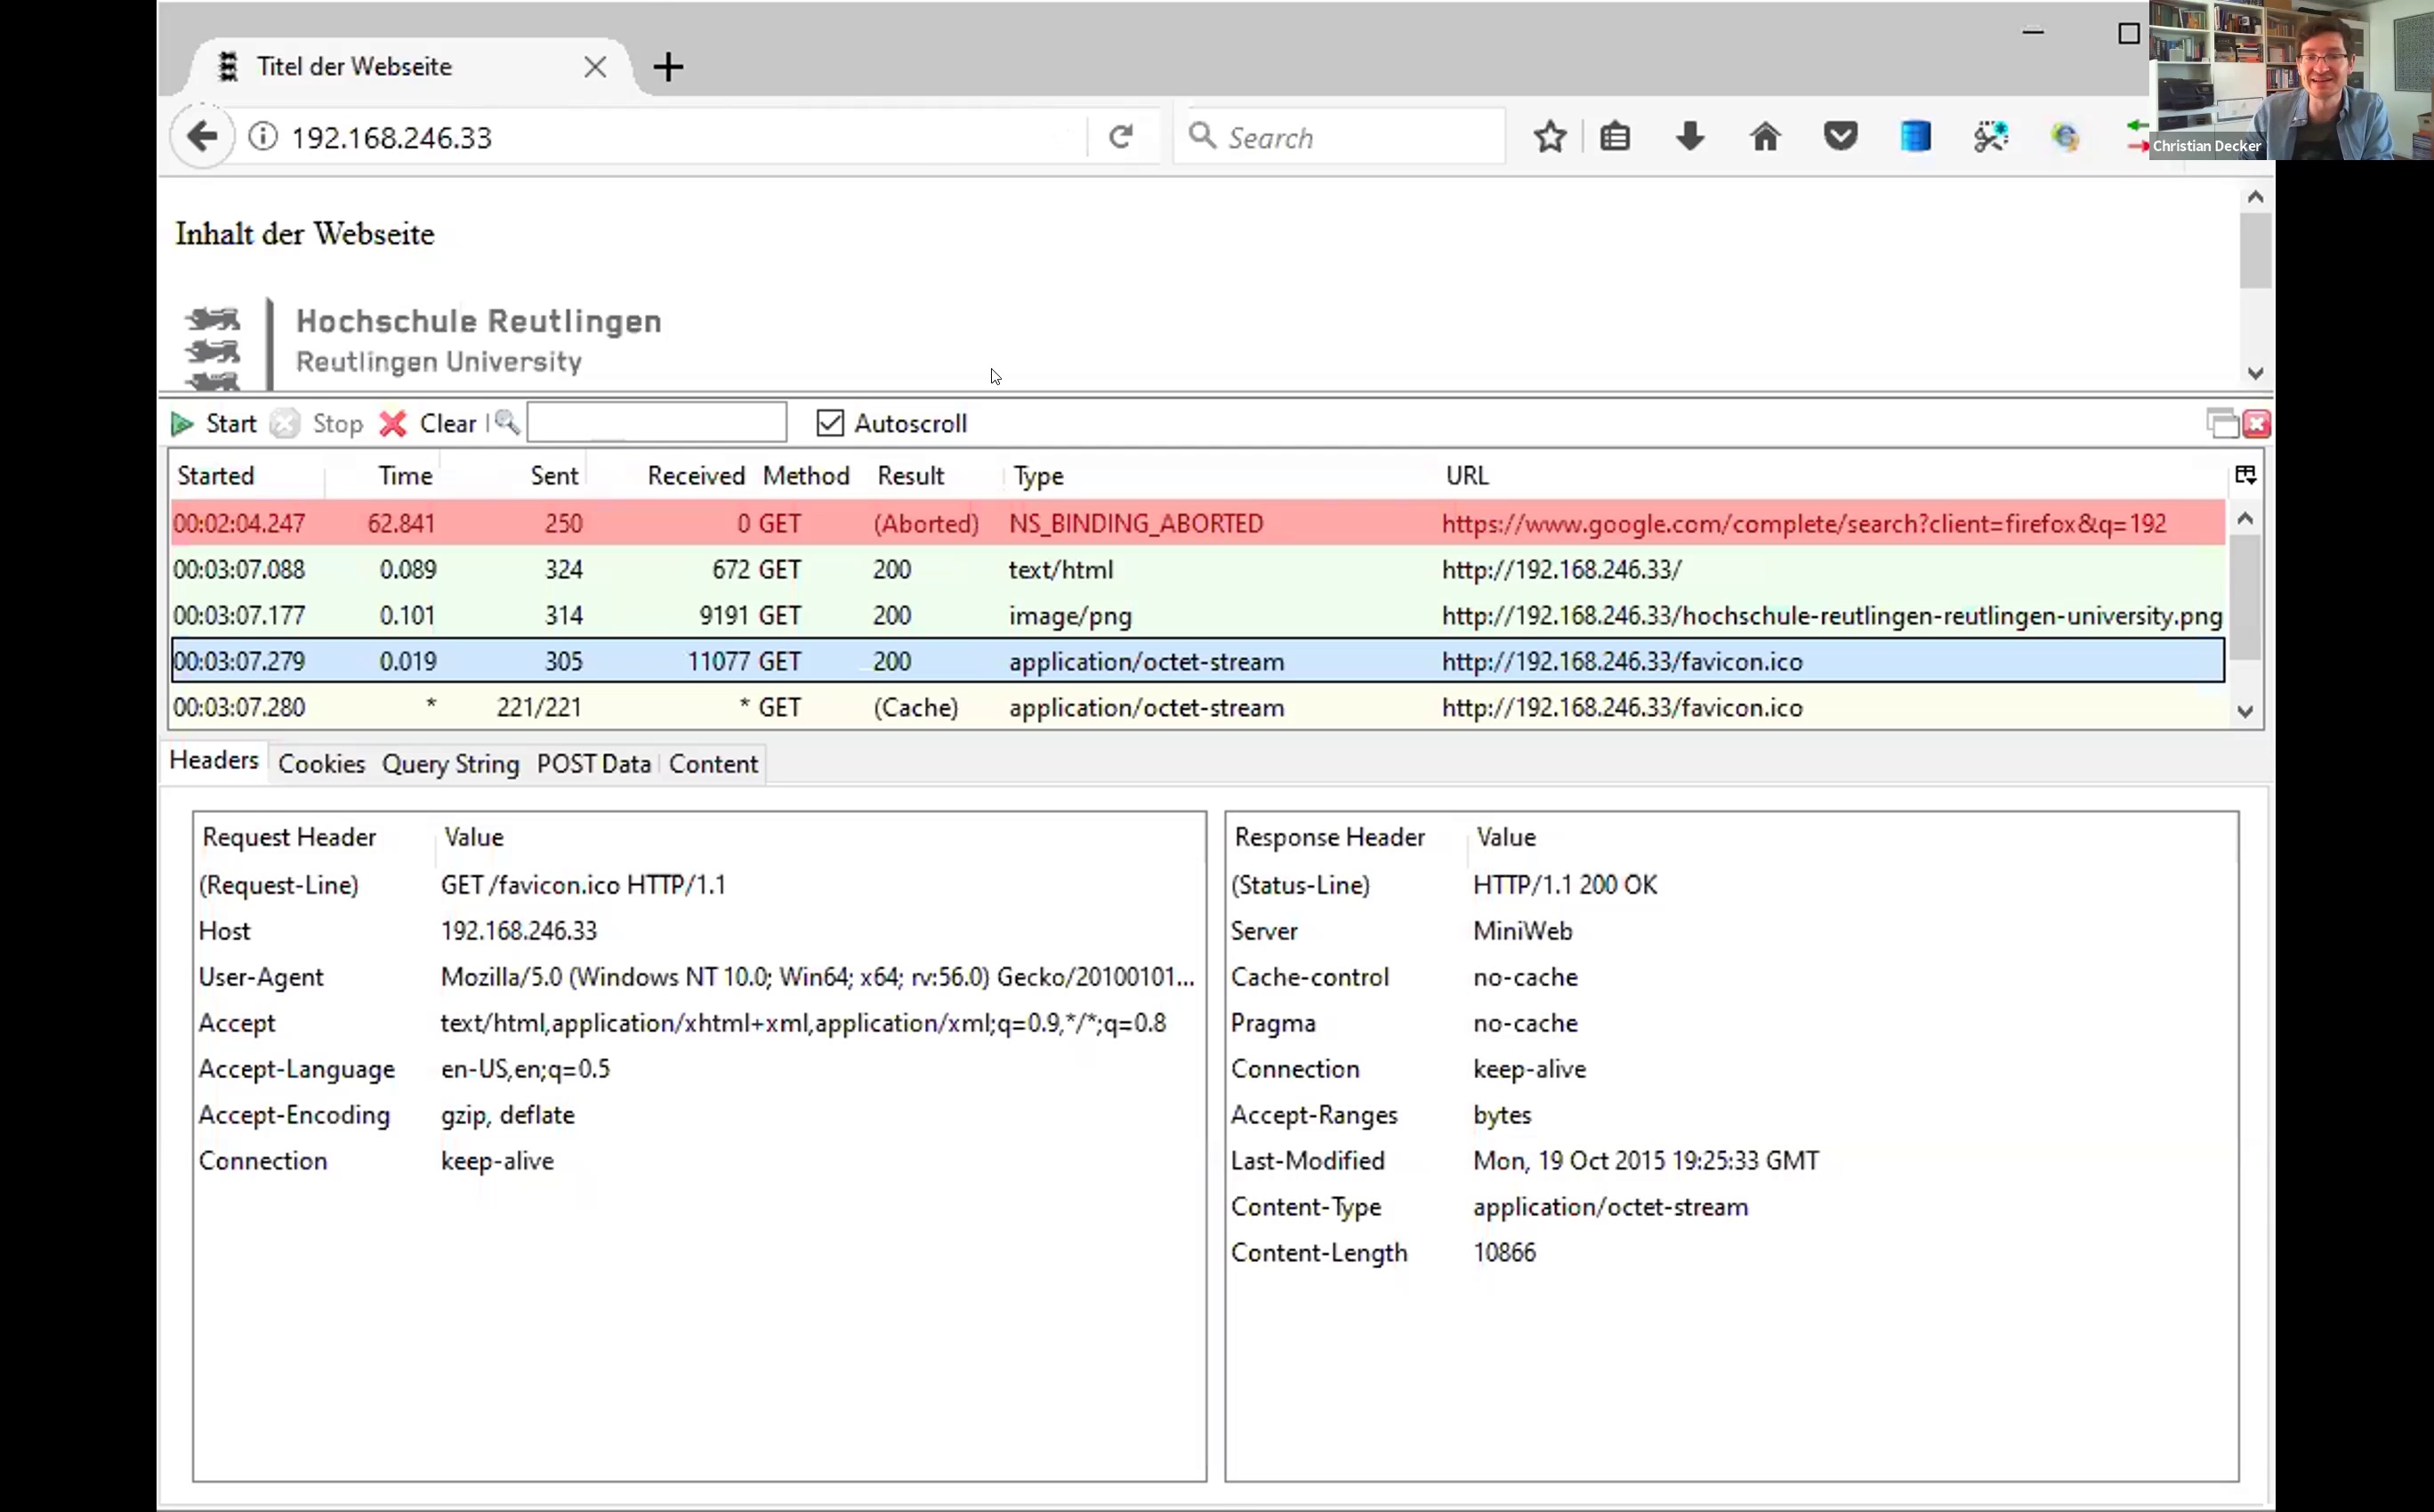 Titel der Webseite
192.168.246.33
Search
Christian Decker
Inhalt der Webseite
Hochschule Reutlingen
Reutlingen University
Start Stop Clear Autoscroll
Started Time Sent Received Method Result Type URL
00:02:04.247 62.841 250 0 GET (Aborted) NS_BINDING_ABORTED https://www.google.com/complete/search?client=firefox&q=192
00:03:07.088 0.089 324 672 GET 200 text/html http://192.168.246.33/
00:03:07.177 0.101 314 9191 GET 200 image/png http://192.168.246.33/hochschule-reutlingen-reutlingen-university.png
00:03:07.279 0.019 305 11077 GET 200 application/octet-stream http://192.168.246.33/favicon.ico
00:03:07.280 * 221/221 * GET (Cache) application/octet-stream http://192.168.246.33/favicon.ico
Headers Cookies Query String POST Data Content
Request Header Value
(Request-Line) GET /favicon.ico HTTP/1.1
Host 192.168.246.33
User-Agent Mozilla/5.0 (Windows NT 10.0; Win64; x64; rv:56.0) Gecko/20100101...
Accept text/html,application/xhtml+xml,application/xml;q=0.9,*/*;q=0.8
Accept-Language en-US,en;q=0.5
Accept-Encoding gzip, deflate
Connection keep-alive
Response Header Value
(Status-Line) HTTP/1.1 200 OK
Server MiniWeb
Cache-control no-cache
Pragma no-cache
Connection keep-alive
Accept-Ranges bytes
Last-Modified Mon, 19 Oct 2015 19:25:33 GMT
Content-Type application/octet-stream
Content-Length 10866